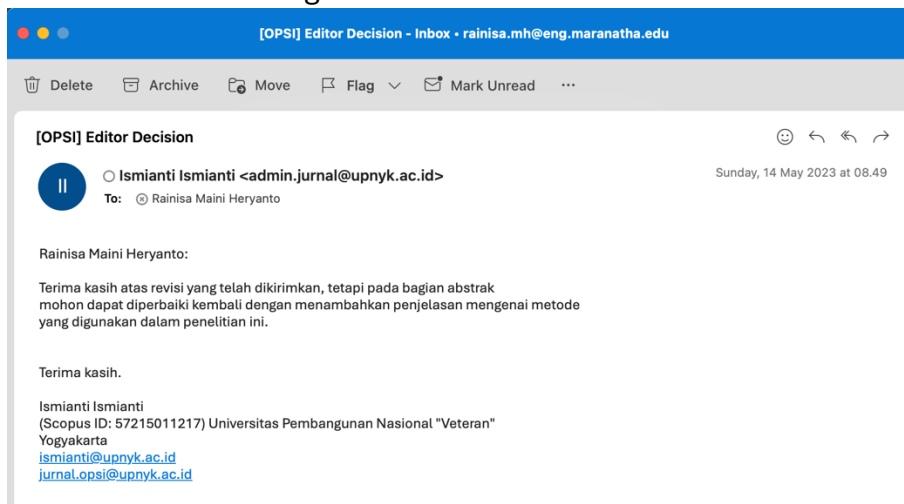 [OPSI] Editor Decision - Inbox • rainisa.mh@eng.maranatha.edu
Delete Archive Move Flag Mark Unread ...
[OPSI] Editor Decision
II
Ismianti Ismianti <admin.jurnal@upnyk.ac.id>
Sunday, 14 May 2023 at 08.49
To: Rainisa Maini Heryanto
Rainisa Maini Heryanto:
Terima kasih atas revisi yang telah dikirimkan, tetapi pada bagian abstrak
mohon dapat diperbaiki kembali dengan menambahkan penjelasan mengenai metode
yang digunakan dalam penelitian ini.
Terima kasih.
Ismianti Ismianti
(Scopus ID: 57215011217) Universitas Pembangunan Nasional "Veteran"
Yogyakarta
ismianti@upnyk.ac.id
jurnal.opsi@upnyk.ac.id